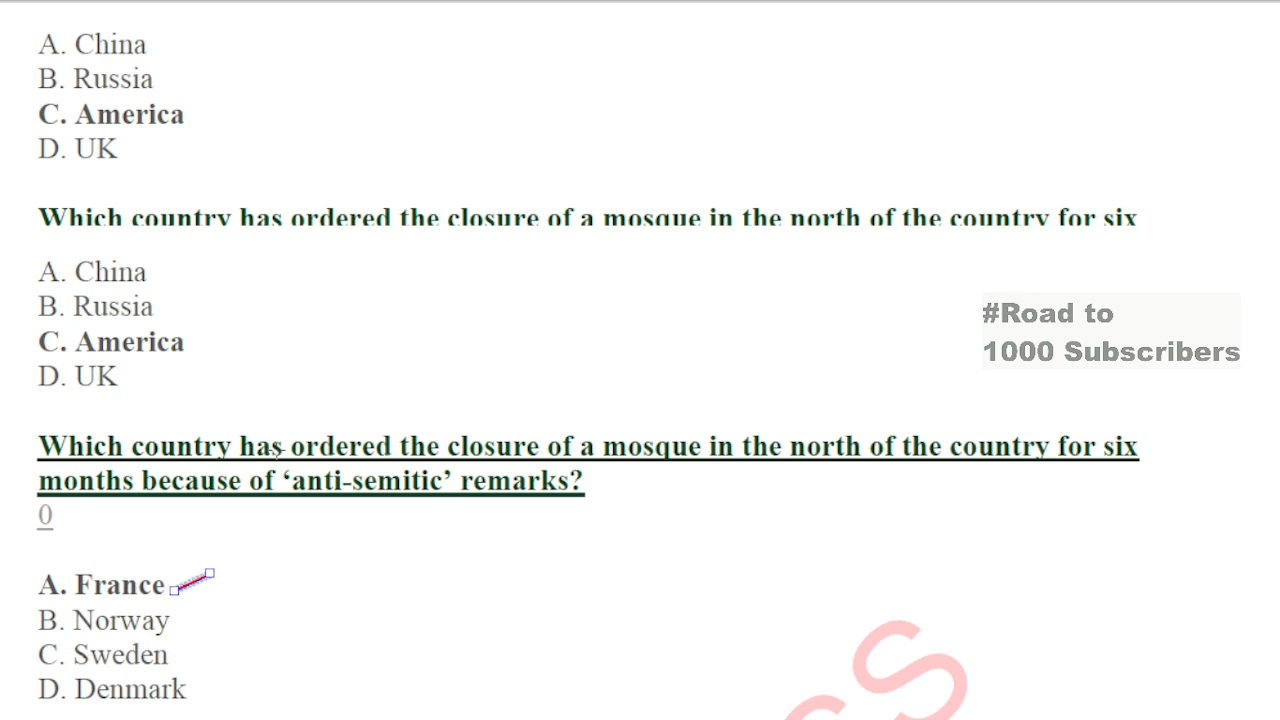 A. China
B. Russia
C. America
D. UK
Which country has ordered the closure of a mosque in the north of the country for six
A. China
B. Russia
C. America
D. UK
#Road to
1000 Subscribers
Which country has ordered the closure of a mosque in the north of the country for six
months because of ‘anti-semitic’ remarks?
0
A. France
B. Norway
C. Sweden
D. Denmark